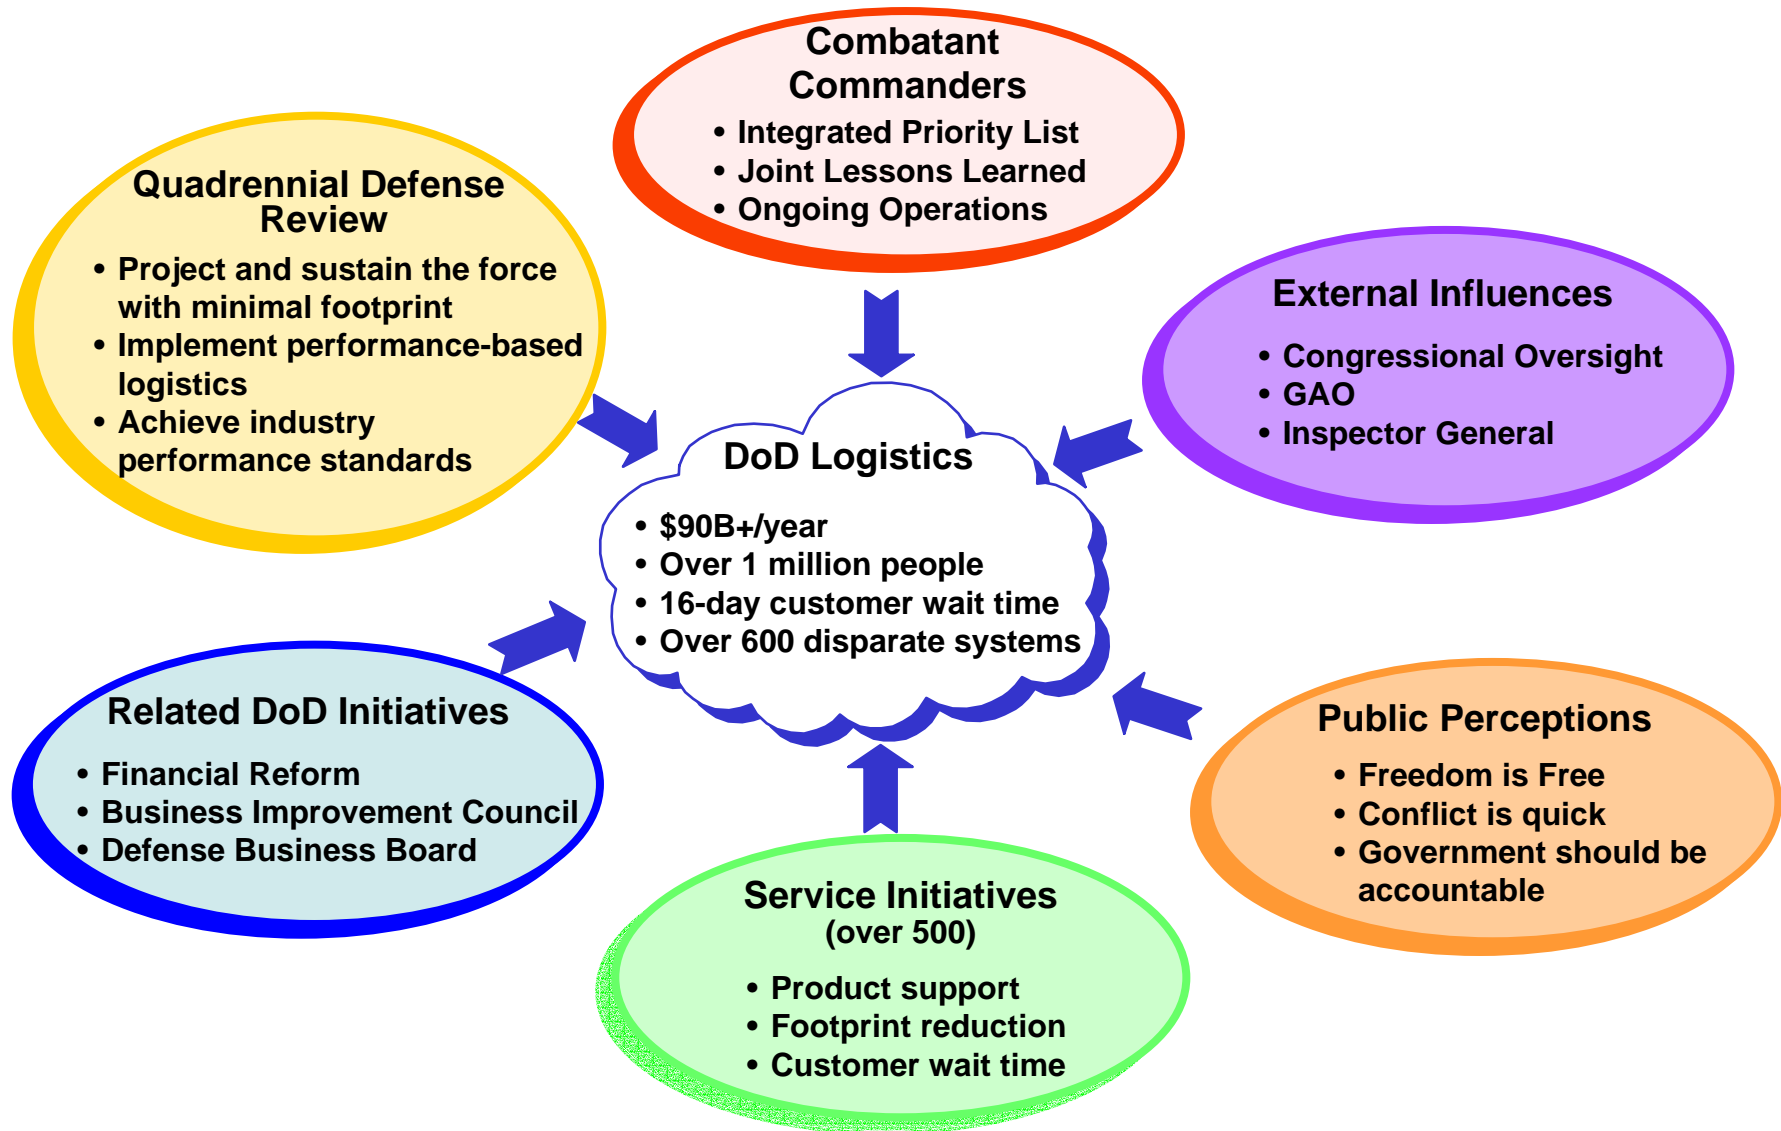 Combatant
Commanders
• Integrated Priority List
• Joint Lessons Learned
• Ongoing Operations
Quadrennial Defense
Review
• Project and sustain the force
with minimal footprint
• Implement performance-based
logistics
• Achieve industry
performance standards
External Influences
• Congressional Oversight
• GAO
• Inspector General
DoD Logistics
• $90B+/year
• Over 1 million people
• 16-day customer wait time
• Over 600 disparate systems
Related DoD Initiatives
• Financial Reform
• Business Improvement Council
• Defense Business Board
Public Perceptions
• Freedom is Free
• Conflict is quick
• Government should be
accountable
Service Initiatives
(over 500)
• Product support
• Footprint reduction
• Customer wait time